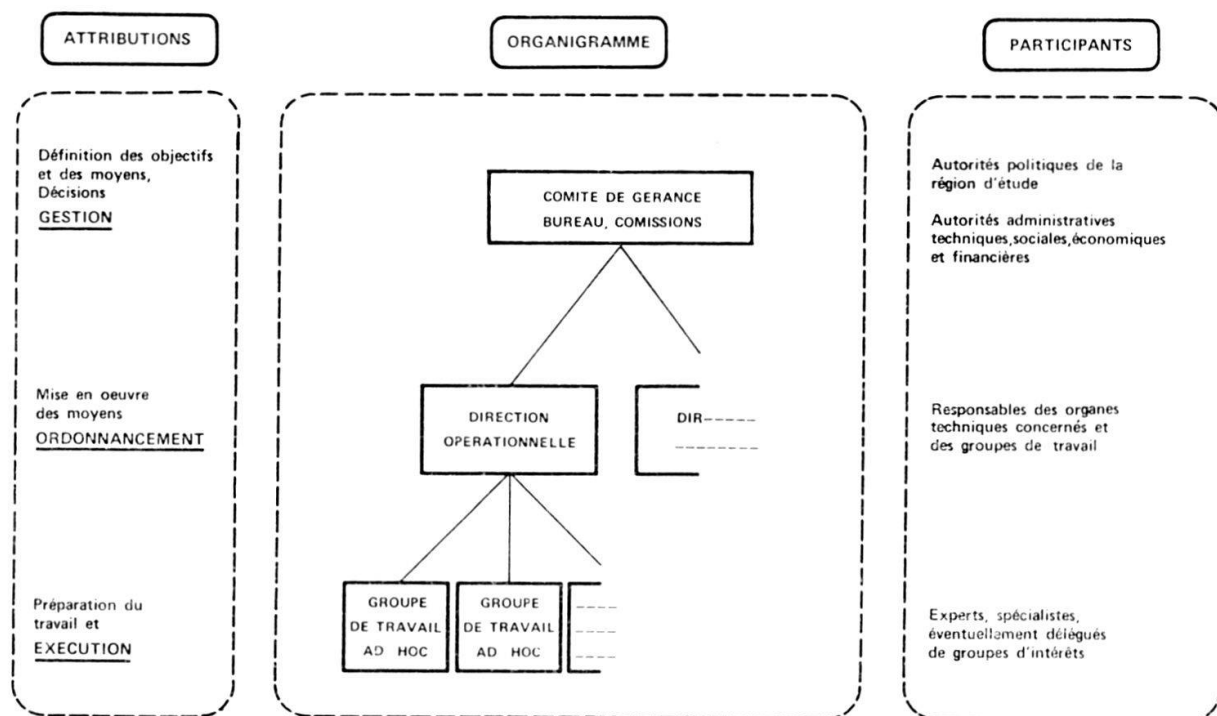 ATTRIBUTIONS
Définition des objectifs
et des moyens,
Décisions
GESTION
Mise en oeuvre
des moyens
ORDONNANCEMENT
Préparation du
travail et
EXECUTION
ORGANIGRAMME
COMITE DE GERANCE
BUREAU, COMISSIONS
DIRECTION
OPERATIONNELLE
DIR------
GROUPE
DE TRAVAIL
AD HOC
GROUPE
DE TRAVAIL
AD HOC
PARTICIPANTS
Autorités politiques de la
région d'étude
Autorités administratives
techniques,sociales,économiques
et financières
Responsables des organes
techniques concernés et
des groupes de travail
Experts, spécialistes,
éventuellement délégués
de groupes d'intérêts